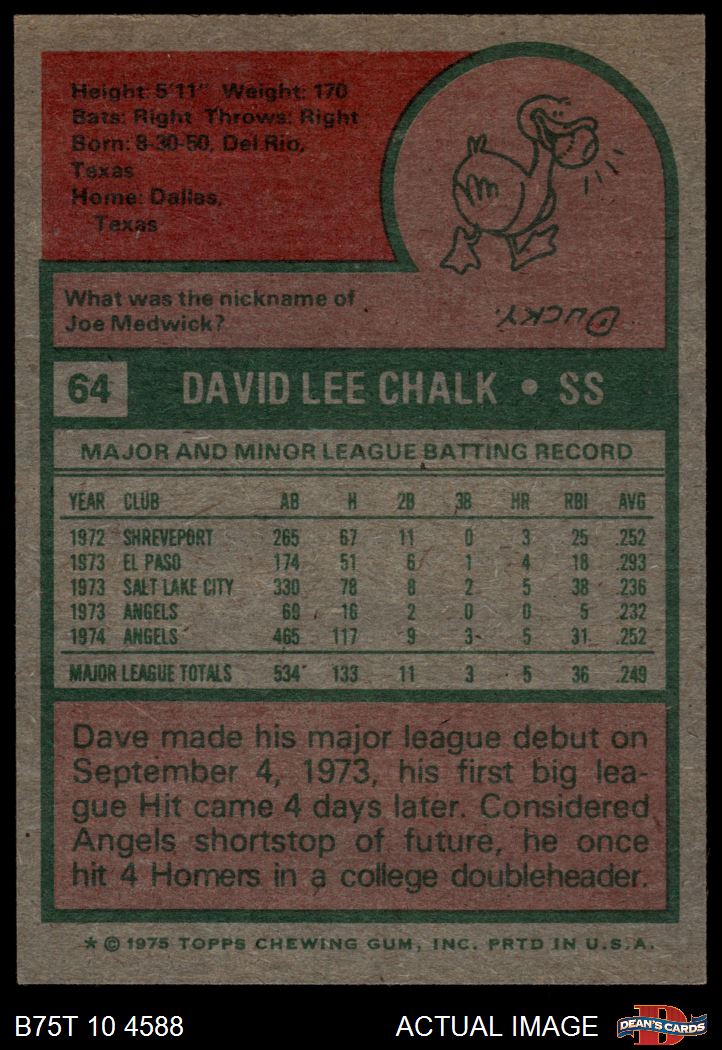 Height: 5'11" Weight: 170
Bats: Right Throws: Right
Born: 8-30-50, Del Rio,
Texas
Home: Dallas,
Texas
What was the nickname of
Joe Medwick?
DUCKY.
64 DAVID LEE CHALK • SS
MAJOR AND MINOR LEAGUE BATTING RECORD
YEAR CLUB AB H 2B 3B HR RBI AVG
1972 SHREVEPORT 265 67 11 0 3 25 .252
1973 EL PASO 174 51 6 1 4 18 .293
1973 SALT LAKE CITY 330 78 8 2 5 38 .236
1973 ANGELS 69 16 2 0 0 5 .232
1974 ANGELS 465 117 9 3 5 31 .252
MAJOR LEAGUE TOTALS 534 133 11 3 5 36 .249
Dave made his major league debut on
September 4, 1973, his first big lea-
gue Hit came 4 days later. Considered
Angels shortstop of future, he once
hit 4 Homers in a college doubleheader.
* © 1975 TOPPS CHEWING GUM, INC. PRTD IN U.S.A.
B75T 10 4588 ACTUAL IMAGE DEAN'S CARDS